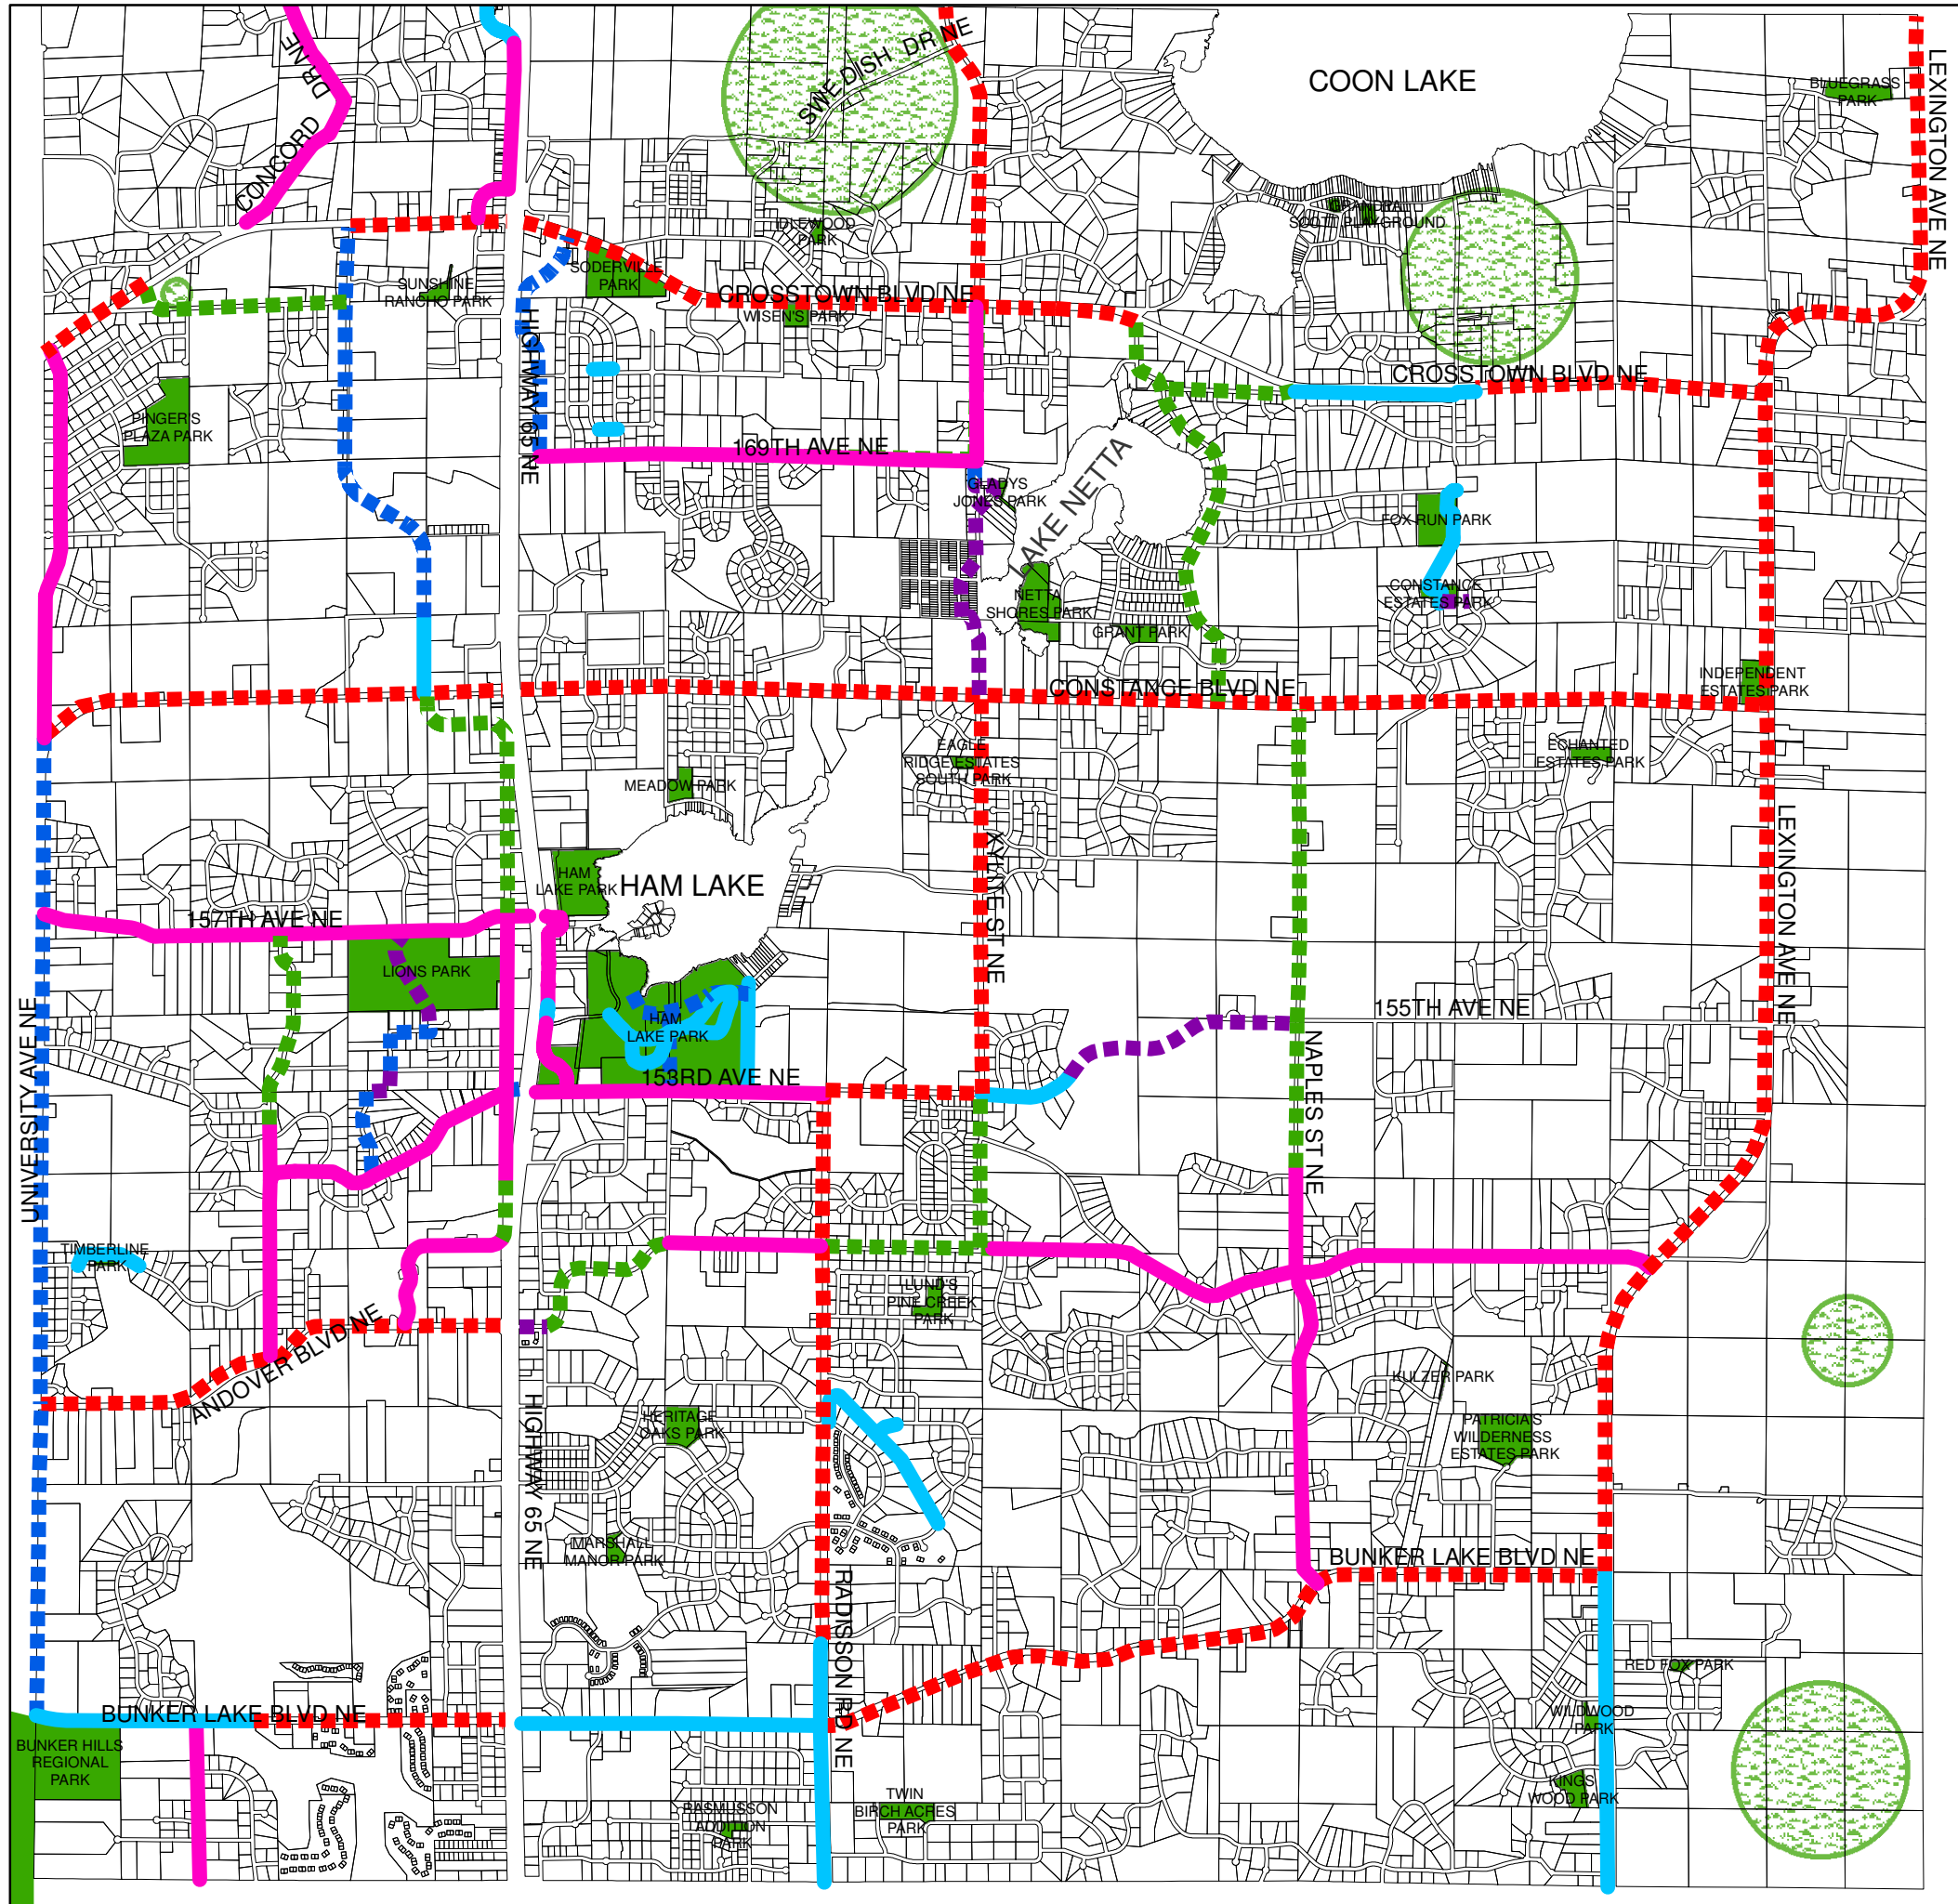 CONCORD
DR NE
SWEDISH DR NE
COON LAKE
BLUEGRASS
PARK
LEXINGTON AVE NE
IDLEWOOD
PARK
GRANDPA
SCOTT PLAYGROUND
SUNSHINE
RANCHO PARK
SODERVILLE
PARK
CROSSTOWN BLVD NE
WISEN'S PARK
HIGHWAY 65 NE
CROSSTOWN BLVD NE
PINGER'S
PLAZA PARK
169TH AVE NE
GLADYS
JONES PARK
LAKE NETTA
FOX RUN PARK
CONSTANCE
ESTATES PARK
NETTA
SHORES PARK
GRANT PARK
CONSTANCE BLVD NE
INDEPENDENT
ESTATES PARK
EAGLE
RIDGE ESTATES
SOUTH PARK
ECHANTED
ESTATES PARK
MEADOW PARK
LEXINGTON AVE NE
XYLITE ST NE
HAM
LAKE PARK
HAM LAKE
157TH AVE NE
LIONS PARK
UNIVERSITY AVE NE
HAM
LAKE PARK
155TH AVE NE
153RD AVE NE
NAPLES ST NE
TIMBERLINE
PARK
LUND'S
PINE CREEK
PARK
ANDOVER BLVD NE
KULZER PARK
HIGHWAY 65 NE
HERITAGE
OAKS PARK
PATRICIA'S
WILDERNESS
ESTATES PARK
MARSHALL
MANOR PARK
BUNKER LAKE BLVD NE
RADISSON RD NE
RED FOX PARK
BUNKER LAKE BLVD NE
WILDWOOD
PARK
BUNKER HILLS
REGIONAL
PARK
KINGS
WOOD PARK
RASMUSSON
ADDITION
PARK
TWIN
BIRCH ACRES
PARK